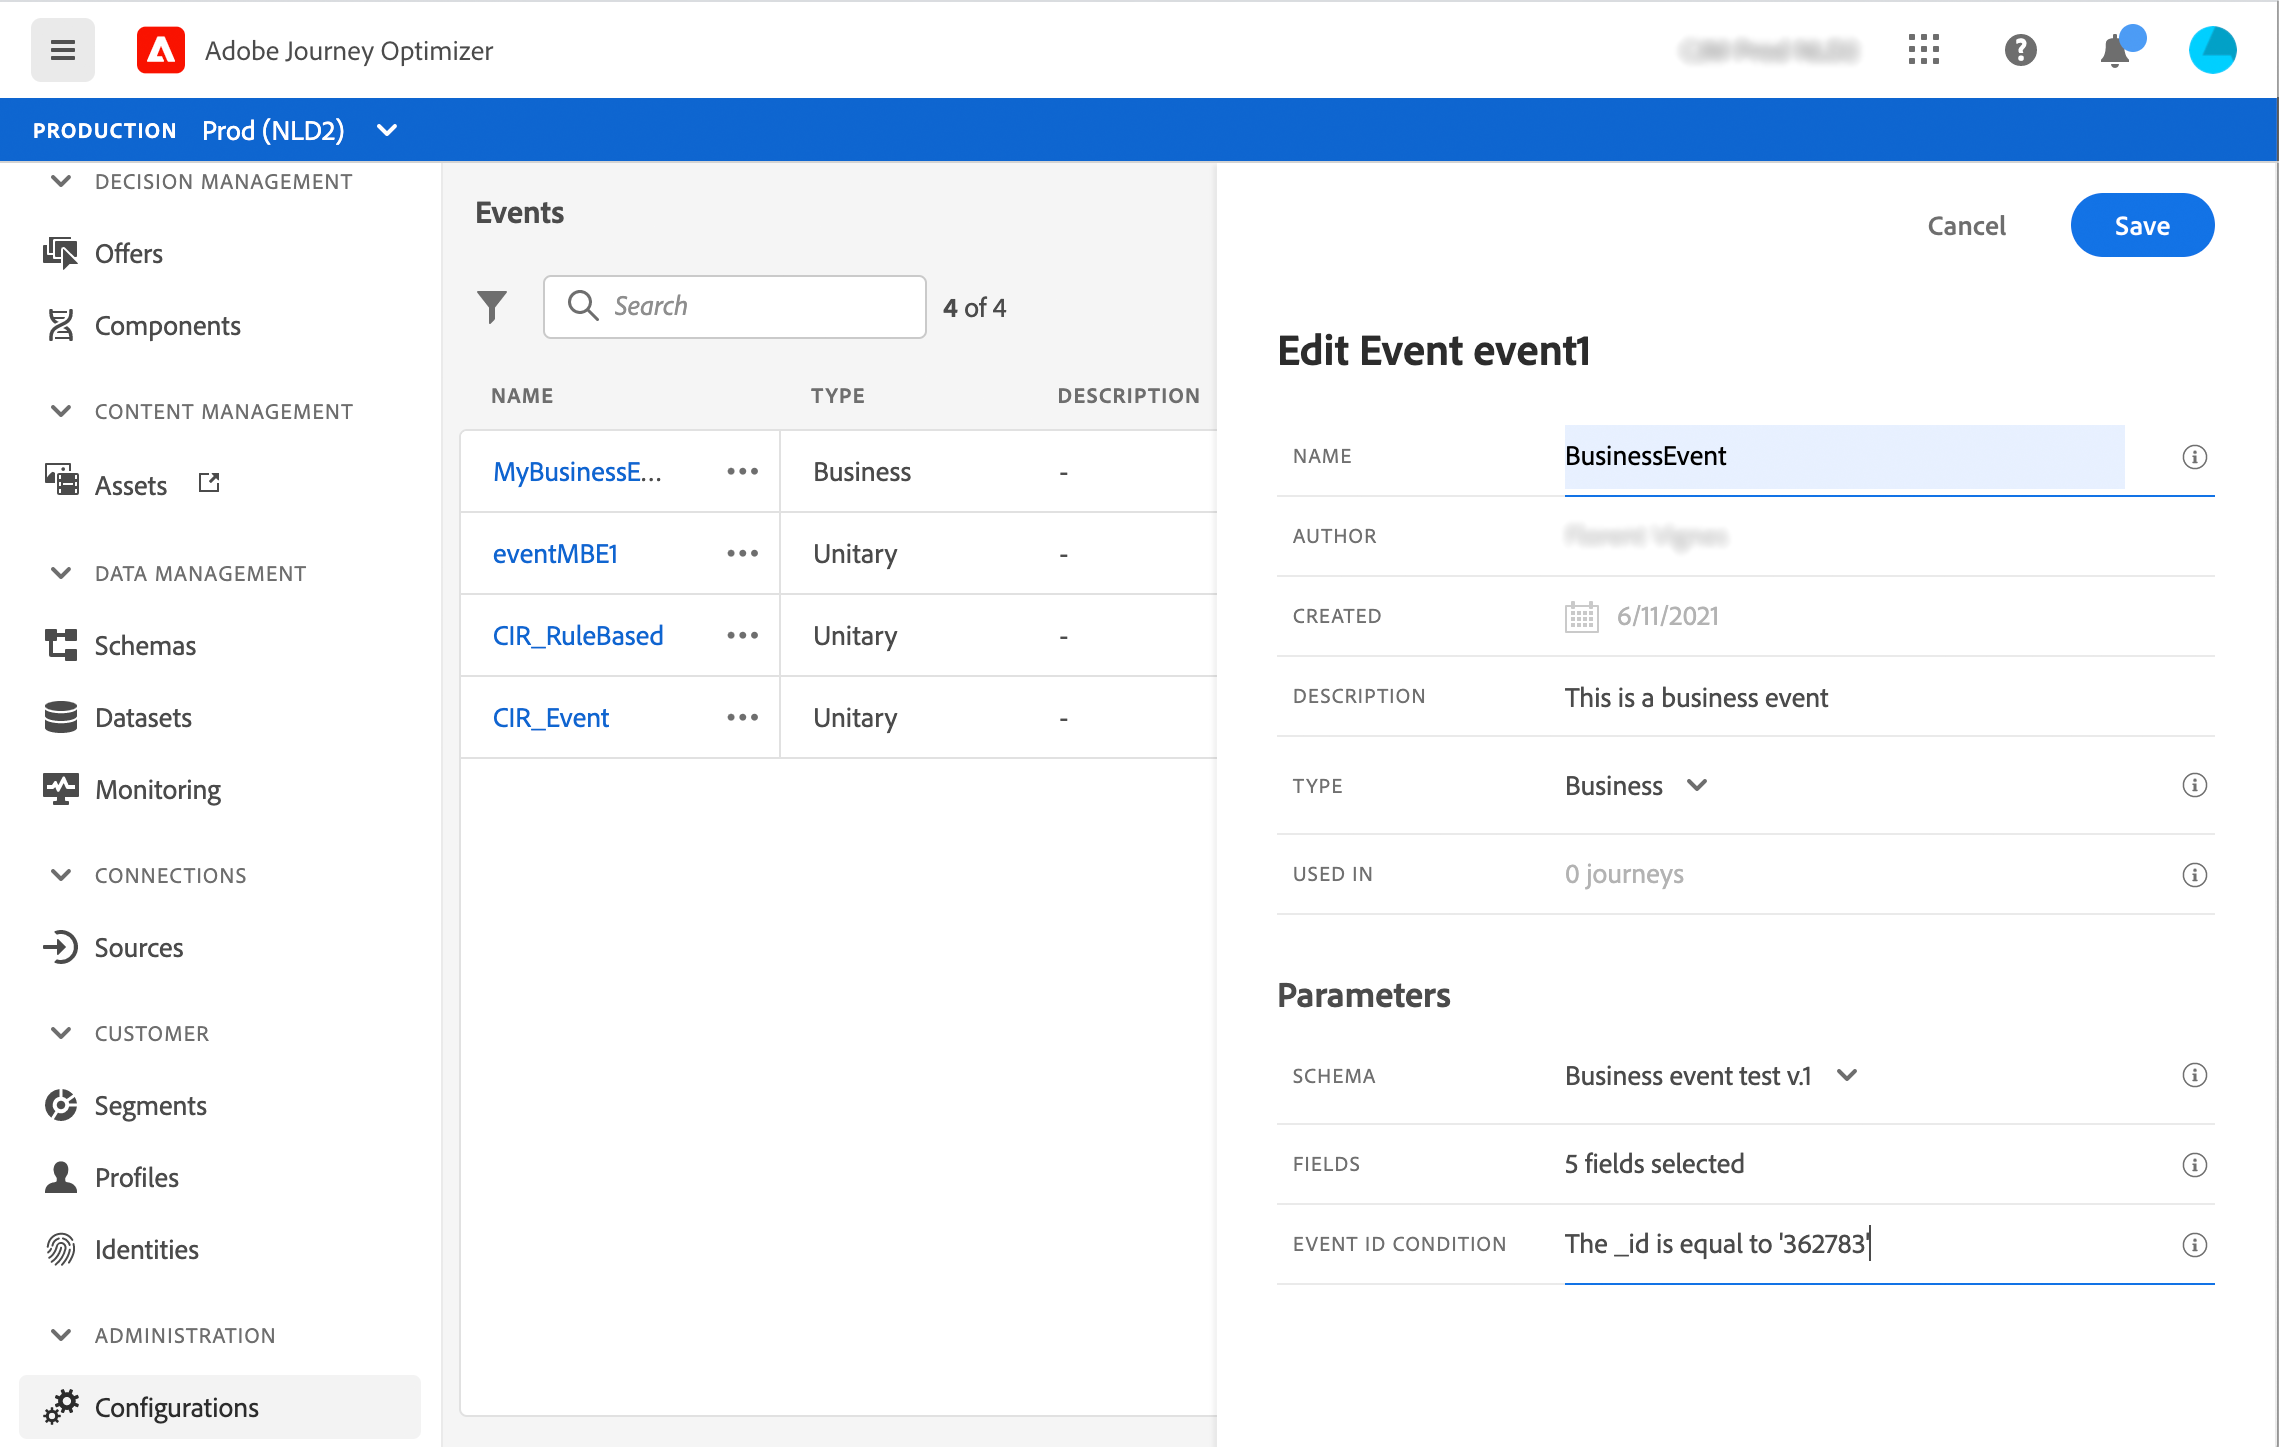 Adobe Journey Optimizer
PRODUCTION Prod (NLD2)
DECISION MANAGEMENT
Offers
Components
CONTENT MANAGEMENT
Assets
DATA MANAGEMENT
Schemas
Datasets
Monitoring
CONNECTIONS
Sources
CUSTOMER
Segments
Profiles
Identities
ADMINISTRATION
Configurations
Events
Search
4 of 4
NAME TYPE DESCRIPTION
MyBusinessE... ••• Business -
eventMBE1 ••• Unitary -
CIR_RuleBased ••• Unitary -
CIR_Event ••• Unitary -
Cancel Save
Edit Event event1
NAME BusinessEvent
AUTHOR
CREATED 6/11/2021
DESCRIPTION This is a business event
TYPE Business
USED IN 0 journeys
Parameters
SCHEMA Business event test v.1
FIELDS 5 fields selected
EVENT ID CONDITION The _id is equal to '362783'